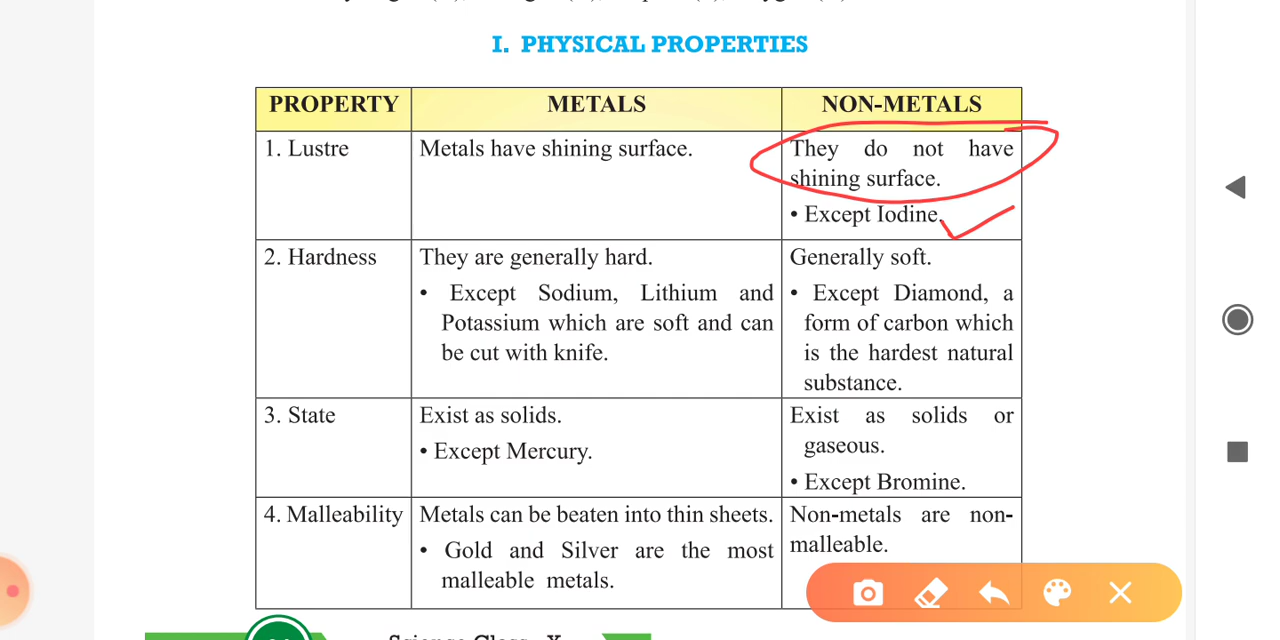 I. PHYSICAL PROPERTIES
PROPERTY METALS NON-METALS
1. Lustre
Metals have shining surface.
They do not have
shining surface.
• Except Iodine.
2. Hardness
They are generally hard.
• Except Sodium, Lithium and
Potassium which are soft and can
be cut with knife.
Generally soft.
• Except Diamond, a
form of carbon which
is the hardest natural
substance.
3. State
Exist as solids.
• Except Mercury.
Exist as solids or
gaseous.
• Except Bromine.
4. Malleability
Metals can be beaten into thin sheets.
• Gold and Silver are the most
malleable metals.
Non-metals are non-
malleable.